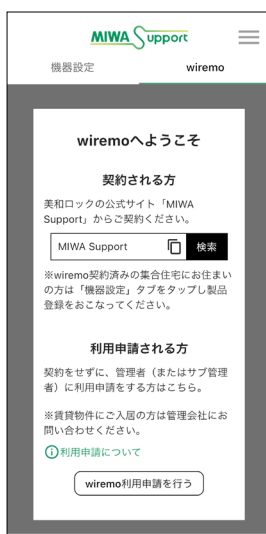 MIWA Support
機器設定
wiremo
wiremoへようこそ
契約される方
美和ロックの公式サイト「MIWA
Support」からご契約ください。
MIWA Support
検索
※wiremo契約済みの集合住宅にお住まい
の方は「機器設定」タブをタップし製品
登録をおこなってください。
利用申請される方
契約をせずに、管理者（またはサブ管理
者）に利用申請をする方はこちら。
※賃貸物件にご入居の方は管理会社にお
問い合わせください。
利用申請について
wiremo利用申請を行う